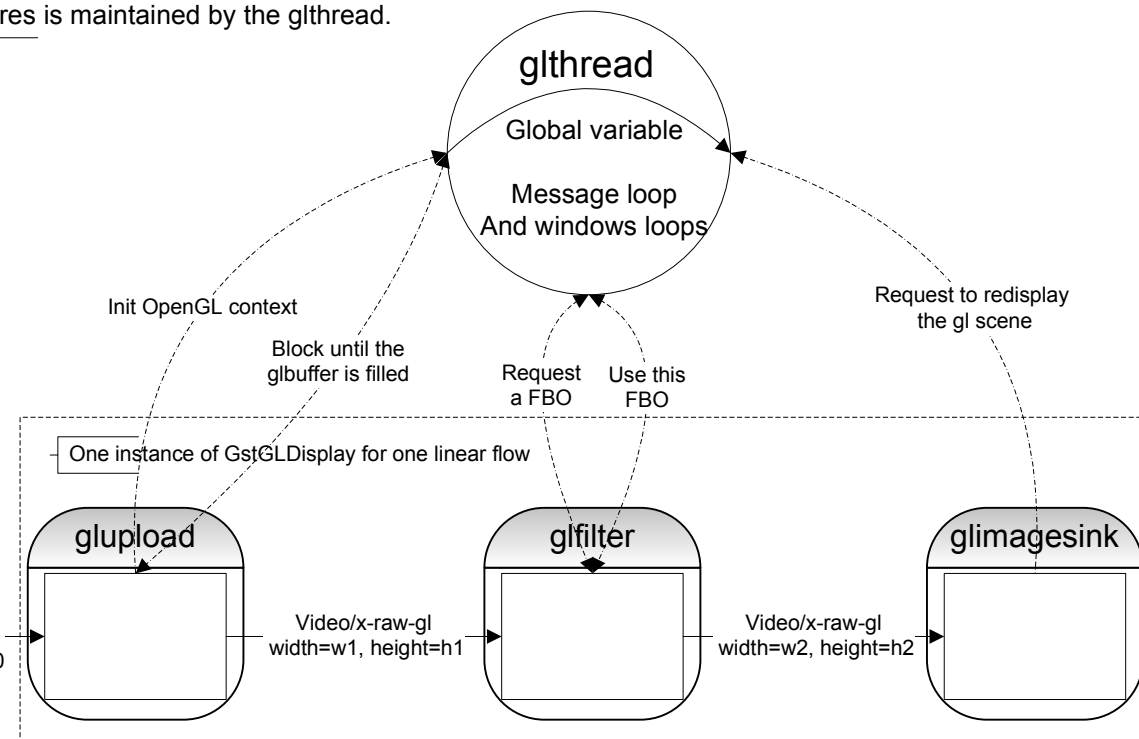 res is maintained by the glthread.
glthread
Global variable
Message loop
And windows loops
Init OpenGL context
Block until the
glbuffer is filled
Request
a FBO
Use this
FBO
Request to redisplay
the gl scene
One instance of GstGLDisplay for one linear flow
glupload
glfilter
glimagesink
Video/x-raw-gl
width=w1, height=h1
Video/x-raw-gl
width=w2, height=h2